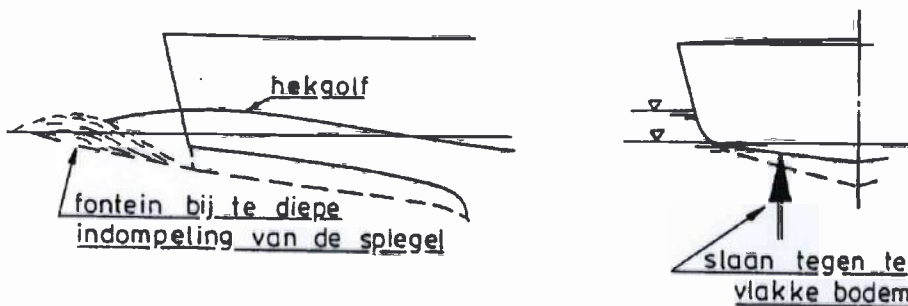 hekgolf
fontein bij te diepe
indompeling van de spiegel
slaan tegen te
vlakke bodem